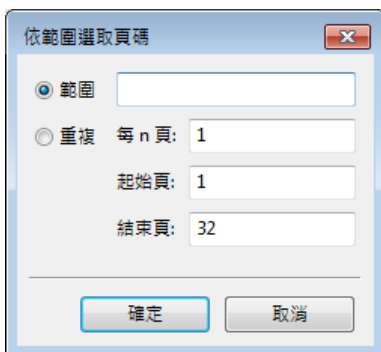 依範圍選取頁碼
範圍
重複 每 n 頁: 1
起始頁: 1
結束頁: 32
確定 取消